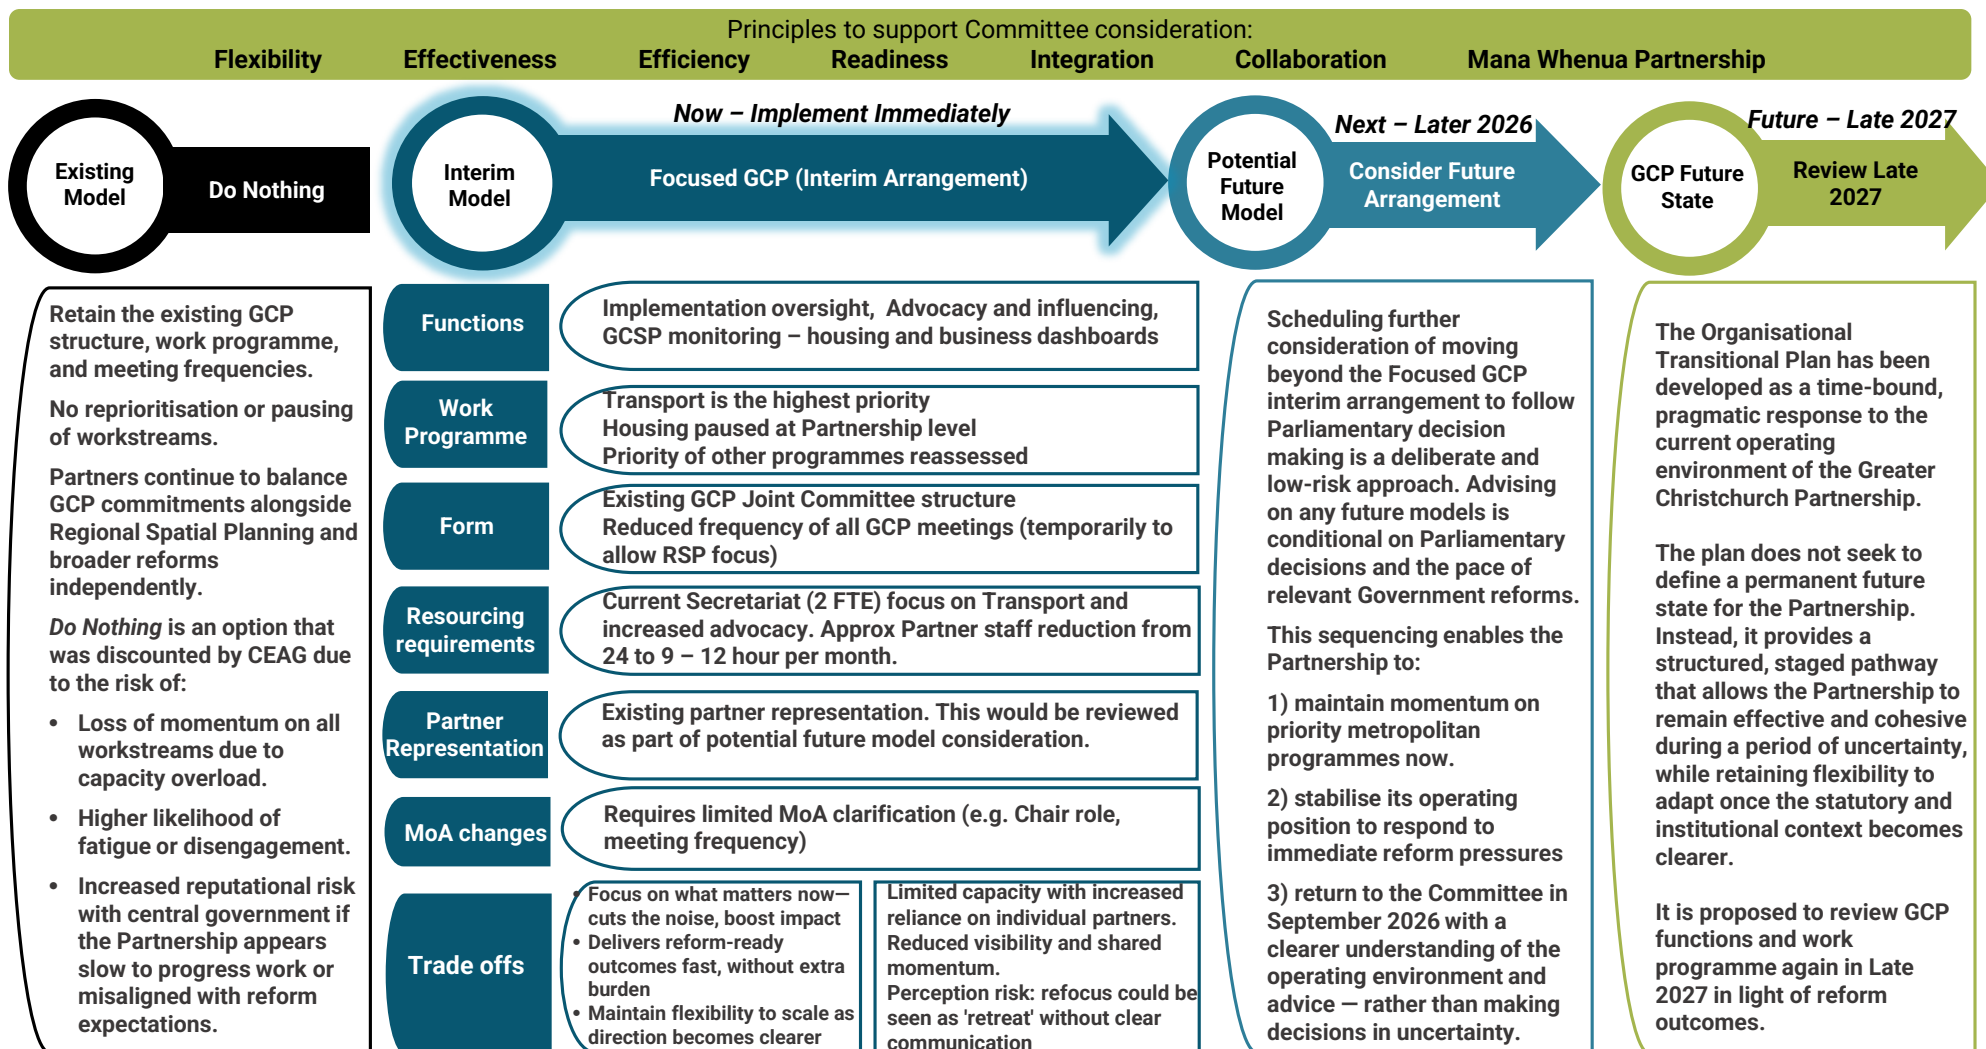 Principles to support Committee consideration:
Flexibility Effectiveness Efficiency Readiness Integration Collaboration Mana Whenua Partnership
Existing
Model
Do Nothing
Interim
Model
Now – Implement Immediately
Focused GCP (Interim Arrangement)
Potential
Future
Model
Next – Later 2026
Consider Future
Arrangement
GCP Future
State
Future – Late 2027
Review Late
2027
Retain the existing GCP
structure, work programme,
and meeting frequencies.
No reprioritisation or pausing
of workstreams.
Partners continue to balance
GCP commitments alongside
Regional Spatial Planning and
broader reforms
independently.
Do Nothing is an option that
was discounted by CEAG due
to the risk of:
• Loss of momentum on all
workstreams due to
capacity overload.
• Higher likelihood of
fatigue or disengagement.
• Increased reputational risk
with central government if
the Partnership appears
slow to progress work or
misaligned with reform
expectations.
Functions
Implementation oversight, Advocacy and influencing,
GCSP monitoring – housing and business dashboards
Work
Programme
Transport is the highest priority
Housing paused at Partnership level
Priority of other programmes reassessed
Form
Existing GCP Joint Committee structure
Reduced frequency of all GCP meetings (temporarily to
allow RSP focus)
Resourcing
requirements
Current Secretariat (2 FTE) focus on Transport and
increased advocacy. Approx Partner staff reduction from
24 to 9 – 12 hour per month.
Partner
Representation
Existing partner representation. This would be reviewed
as part of potential future model consideration.
MoA changes
Requires limited MoA clarification (e.g. Chair role,
meeting frequency)
Trade offs
• Focus on what matters now—
cuts the noise, boost impact
• Delivers reform-ready
outcomes fast, without extra
burden
• Maintain flexibility to scale as
direction becomes clearer
Limited capacity with increased
reliance on individual partners.
Reduced visibility and shared
momentum.
Perception risk: refocus could be
seen as 'retreat' without clear
communication
Scheduling further
consideration of moving
beyond the Focused GCP
interim arrangement to follow
Parliamentary decision
making is a deliberate and
low-risk approach. Advising
on any future models is
conditional on Parliamentary
decisions and the pace of
relevant Government reforms.
This sequencing enables the
Partnership to:
1) maintain momentum on
priority metropolitan
programmes now.
2) stabilise its operating
position to respond to
immediate reform pressures
3) return to the Committee in
September 2026 with a
clearer understanding of the
operating environment and
advice — rather than making
decisions in uncertainty.
The Organisational
Transitional Plan has been
developed as a time-bound,
pragmatic response to the
current operating
environment of the Greater
Christchurch Partnership.
The plan does not seek to
define a permanent future
state for the Partnership.
Instead, it provides a
structured, staged pathway
that allows the Partnership to
remain effective and cohesive
during a period of uncertainty,
while retaining flexibility to
adapt once the statutory and
institutional context becomes
clearer.
It is proposed to review GCP
functions and work
programme again in Late
2027 in light of reform
outcomes.